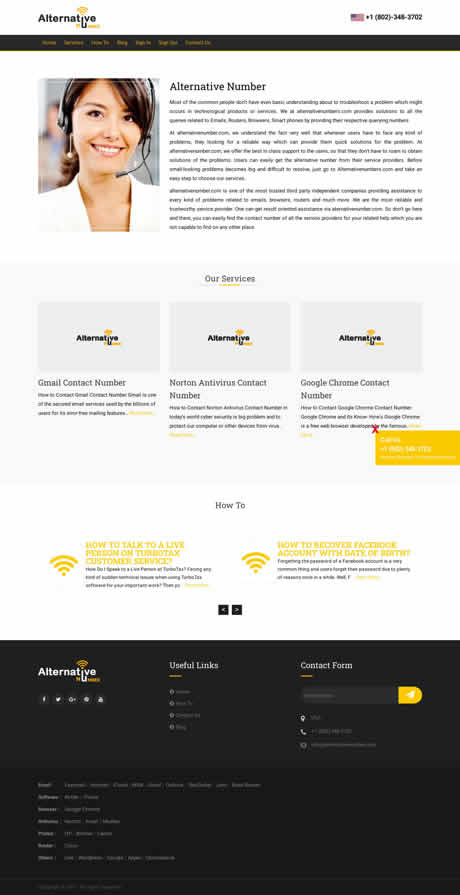 Alternative
NUMBER
+1 (802)-348-3702
Home Services How To Blog Sign In Sign Out Contact Us
Alternative Number
Most of the common people don't have even basic understanding about to troubleshoot a problem which might
occurs in technological products or services. We at alternativenumbers.com provides solutions to all the
queries related to Emails, Routers, Browsers, Smart phones by providing their respective querying numbers
At alternativenumber.com, we understand the fact very well that whenever users have to face any kind of
problems, they looking for a reliable way which can provide them quick solutions for the problem. At
alternativenumber.com, we offer the best in class support to the users, so that they don't have to roam to obtain
solutions of the problems. Users can easily get the alternative number from their service providers. Before
small-looking problems becomes big and difficult to resolve, just go to Alternativenumbers.com and take an
easy step to choose our services.
alternativenumber.com is one of the most trusted third party independent companies providing assistance to
every kind of problems related to emails, browsers, routers and much more. We are the most reliable and
trustworthy service provider. One can get result oriented assistance via alternativenumber.com. So don't go here
and there, you can easily find the contact number of all the service providers for your related help which you are
not capable to find on any other place.
Our Services
Alternative
NUMBER
Alternative
NUMBER
Alternative
NUMBER
Gmail Contact Number
How to Contact Gmail Contact Number Gmail is one
of the secured email services used by the billions of
users for its error-free mailing features...
Norton Antivirus Contact
Number
How to Contact Norton Antivirus Contact Number In
today's world cyber security is big problem and to
protect our computer or other devices from virus...
Google Chrome Contact
Number
How to Contact Google Chrome Contact Number
Google Chrome and its Know- How's Google Chrome
is a free web browser developed by the famous..
X
Call Us
+1 (802)-348-3702
How To
HOW TO TALK TO A LIVE
PERSON ON TURBOTAX
CUSTOMER SERVICE?
How Do I Speak to a Live Person at TurboTax? Facing any
kind of sudden technical issue when using TurboTax
software for your important work? Then yo
HOW TO RECOVER FACEBOOK
ACCOUNT WITH DATE OF BIRTH?
Forgetting the password of a Facebook account is a very
common thing and users forget their password due to plenty
of reasons once in a while. Well, F
< >
Alternative
NUMBER
Useful Links
Home
How To
Contact Us
Blog
Contact Form
USA
+1 (802)-348-3702
Email
Software
Browser Google Chrome
Antivirus Norton Avast McAfee
Printer HP Brother Canon
Router Cisco
Others